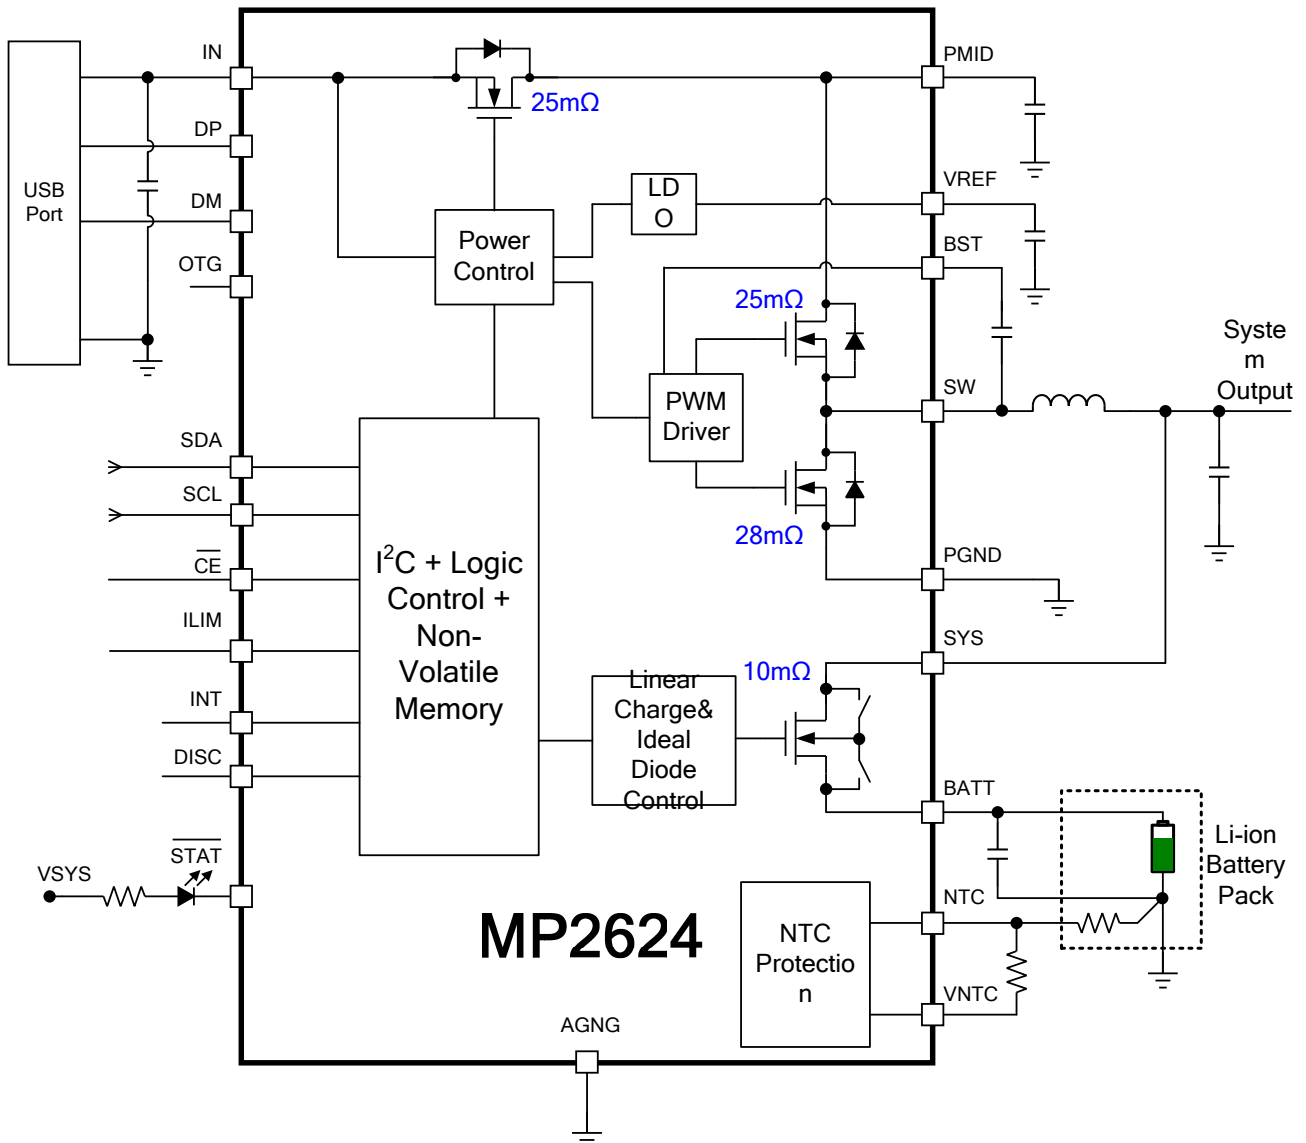 IN
PMID
25mΩ
DP
USB
Port
DM
LD
O
VREF
OTG
Power
Control
BST
25mΩ
Syste
m
Output
PWM
Driver
SW
SDA
SCL
28mΩ
CE
I²C + Logic
Control +
Non-
Volatile
Memory
PGND
ILIM
SYS
10mΩ
INT
Linear
Charge&
Ideal
Diode
Control
DISC
BATT
STAT
VSYS
Li-ion
Battery
Pack
MP2624
NTC
Protectio
n
NTC
VNTC
AGNG